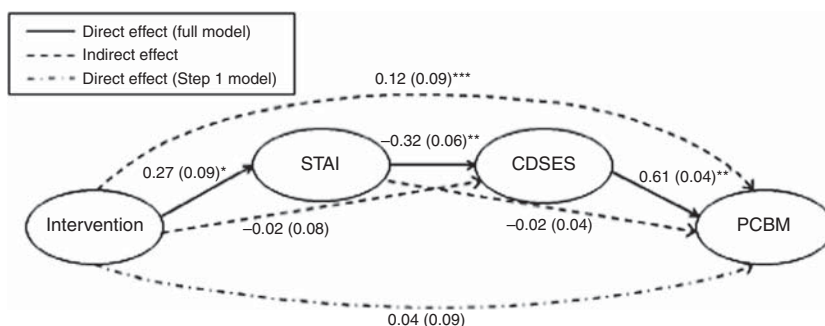 Direct effect (full model)
Indirect effect
Direct effect (Step 1 model)
0.12 (0.09)***
0.27 (0.09)*
STAI
–0.32 (0.06)**
CDSES
0.61 (0.04)**
Intervention
–0.02 (0.08)
–0.02 (0.04)
PCBM
0.04 (0.09)